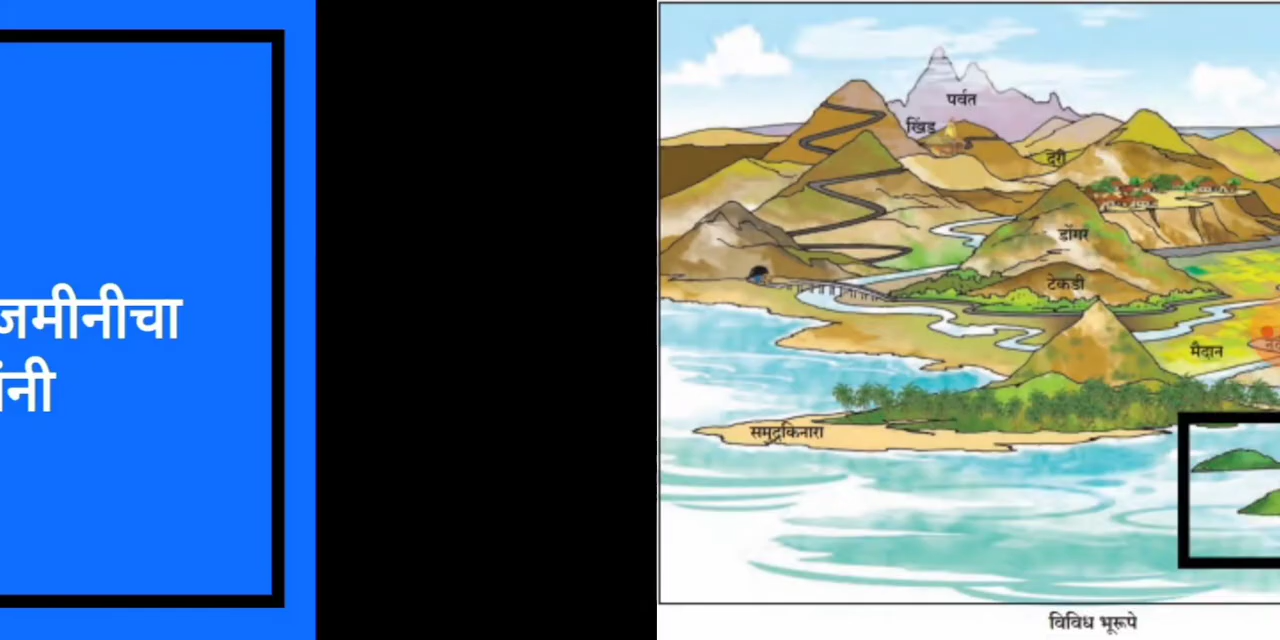 जमीनीचा
ंनी
पर्वत
खिंड
दरी
डोंगर
टेकडी
मैदान
समुद्रकिनारा
विविध भूरूपे